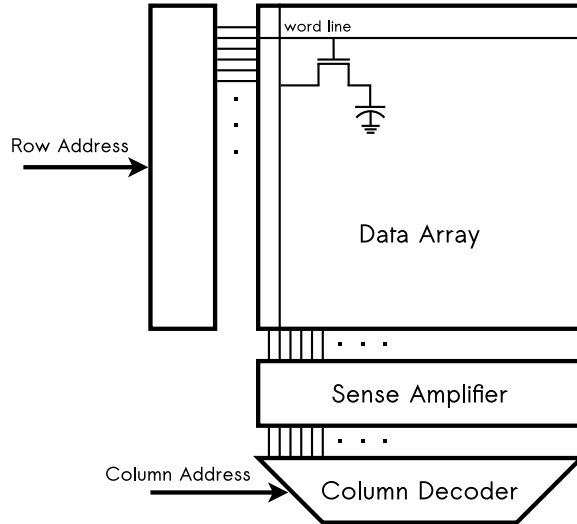 word line
Row Address
Data Array
Sense Amplifier
Column Address
Column Decoder